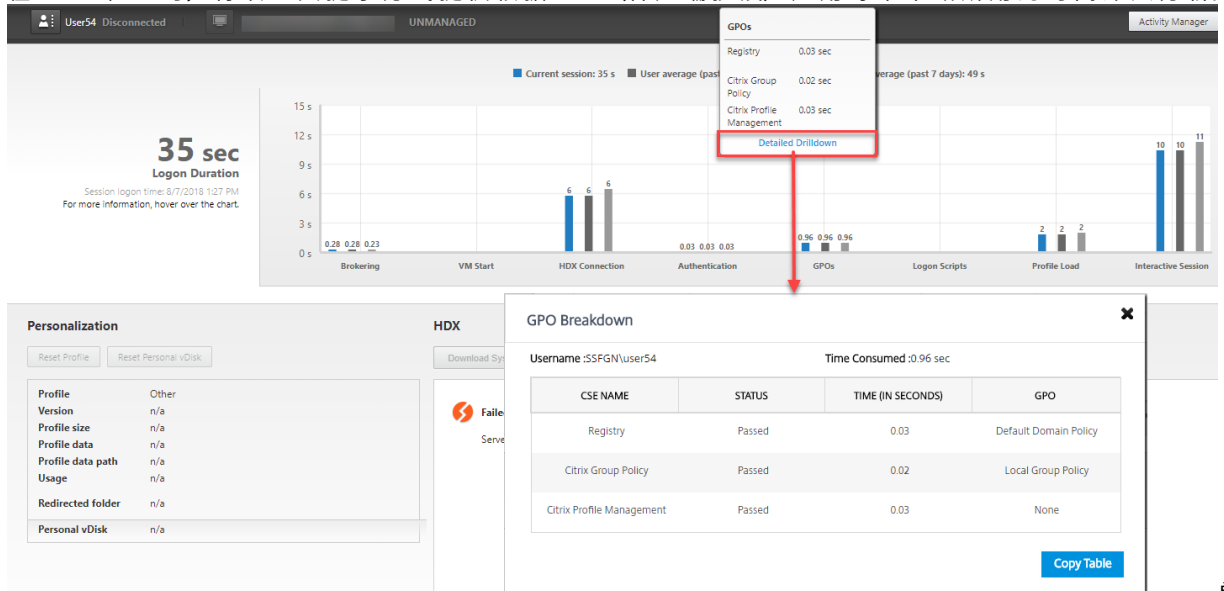 User54 Disconnected
UNMANAGED
Activity Manager
GPOs
Registry 0.03 sec
Citrix Group Policy 0.02 sec
Citrix Profile Management 0.03 sec
Detailed Drilldown
Current session: 35 s User average (pas
verage (past 7 days): 49 s
35 sec
Logon Duration
Session logon time: 8/7/2018 1:27 PM
For more information, hover over the chart.
15 s
12 s
9 s
6 s
3 s
0 s
0.28 0.28 0.23
6 6 6
0.03 0.03 0.03
0.96 0.96 0.96
2 2 2
10 10 11
Brokering VM Start HDX Connection Authentication GPOs Logon Scripts Profile Load Interactive Session
Personalization
Reset Profile Reset Personal vDisk
Profile Other
Version n/a
Profile size n/a
Profile data n/a
Profile data path n/a
Usage n/a
Redirected folder n/a
Personal vDisk n/a
HDX
Download Sy
Faile
Serve
GPO Breakdown
Username :SSFGN\user54 Time Consumed :0.96 sec
CSE NAME STATUS TIME (IN SECONDS) GPO
Registry Passed 0.03 Default Domain Policy
Citrix Group Policy Passed 0.02 Local Group Policy
Citrix Profile Management Passed 0.03 None
Copy Table